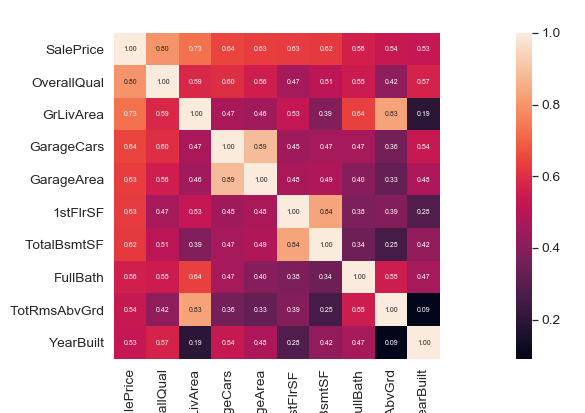 SalePrice 1.00 0.80 0.73 0.64 0.63 0.63 0.62 0.56 0.54 0.53 1.0
OverallQual 0.80 1.00 0.59 0.60 0.56 0.47 0.51 0.55 0.42 0.57
GrLivArea 0.73 0.59 1.00 0.47 0.46 0.53 0.39 0.64 0.83 0.19 0.8
GarageCars 0.64 0.60 0.47 1.00 0.89 0.45 0.47 0.47 0.36 0.54
GarageArea 0.63 0.56 0.46 0.89 1.00 0.48 0.49 0.40 0.33 0.48 0.6
1stFlrSF 0.63 0.47 0.53 0.45 0.48 1.00 0.84 0.38 0.39 0.28
TotalBsmtSF 0.62 0.51 0.39 0.47 0.49 0.84 1.00 0.34 0.25 0.42 0.4
FullBath 0.56 0.55 0.64 0.47 0.40 0.38 0.34 1.00 0.55 0.47
TotRmsAbvGrd 0.54 0.42 0.83 0.36 0.33 0.39 0.25 0.55 1.00 0.09 0.2
YearBuilt 0.53 0.57 0.19 0.54 0.48 0.28 0.42 0.47 0.09 1.00
lePrice
allQual
LivArea
geCars
geArea
stFlrSF
BsmtSF
ullBath
AbvGrd
earBuilt